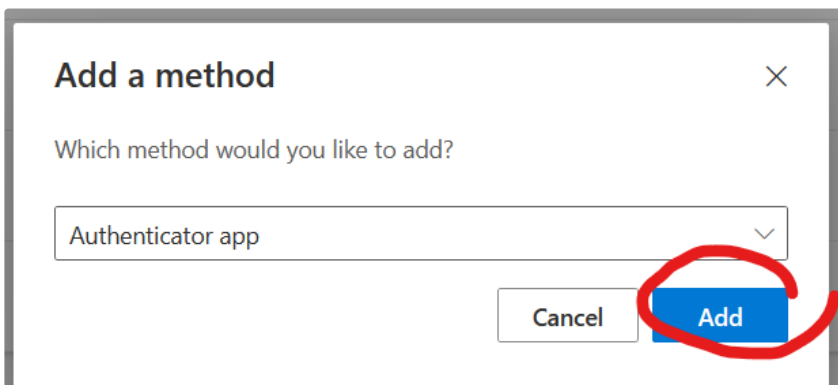 Add a method
Which method would you like to add?
Authenticator app
Cancel
Add